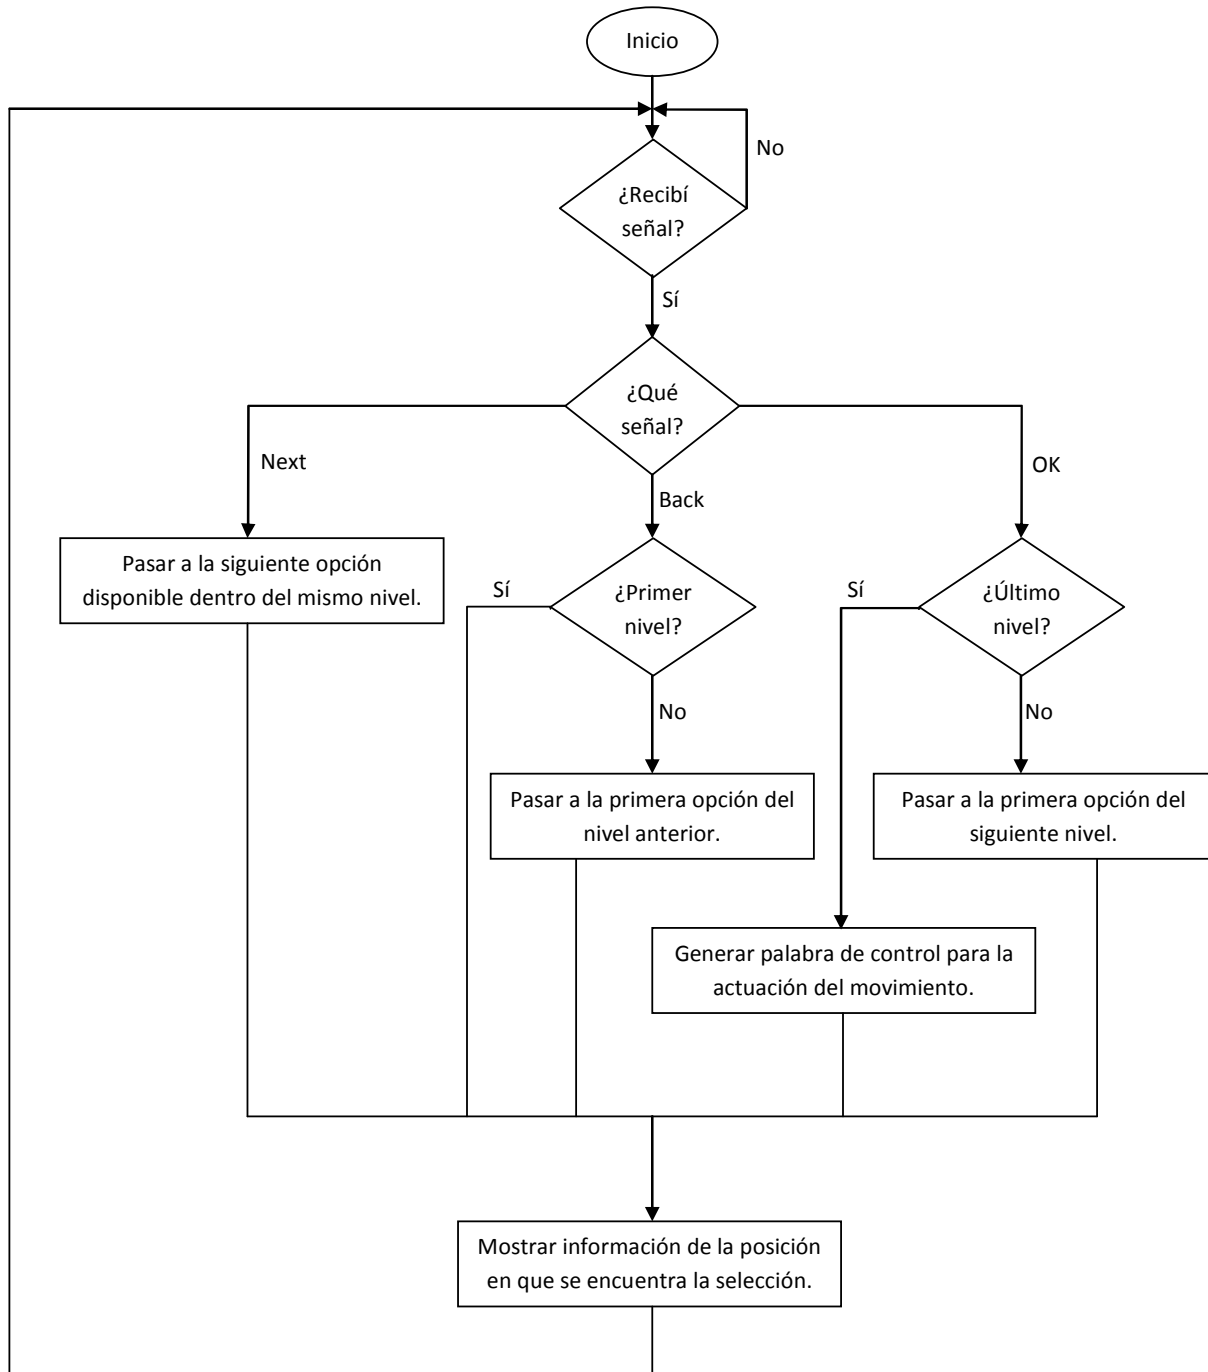 Inicio
No
¿Recibí
señal?
Sí
¿Qué
señal?
Next
OK
Back
Pasar a la siguiente opción
disponible dentro del mismo nivel.
Sí
¿Primer
nivel?
Sí
¿Último
nivel?
No
No
Pasar a la primera opción del
nivel anterior.
Pasar a la primera opción del
siguiente nivel.
Generar palabra de control para la
actuación del movimiento.
Mostrar información de la posición
en que se encuentra la selección.